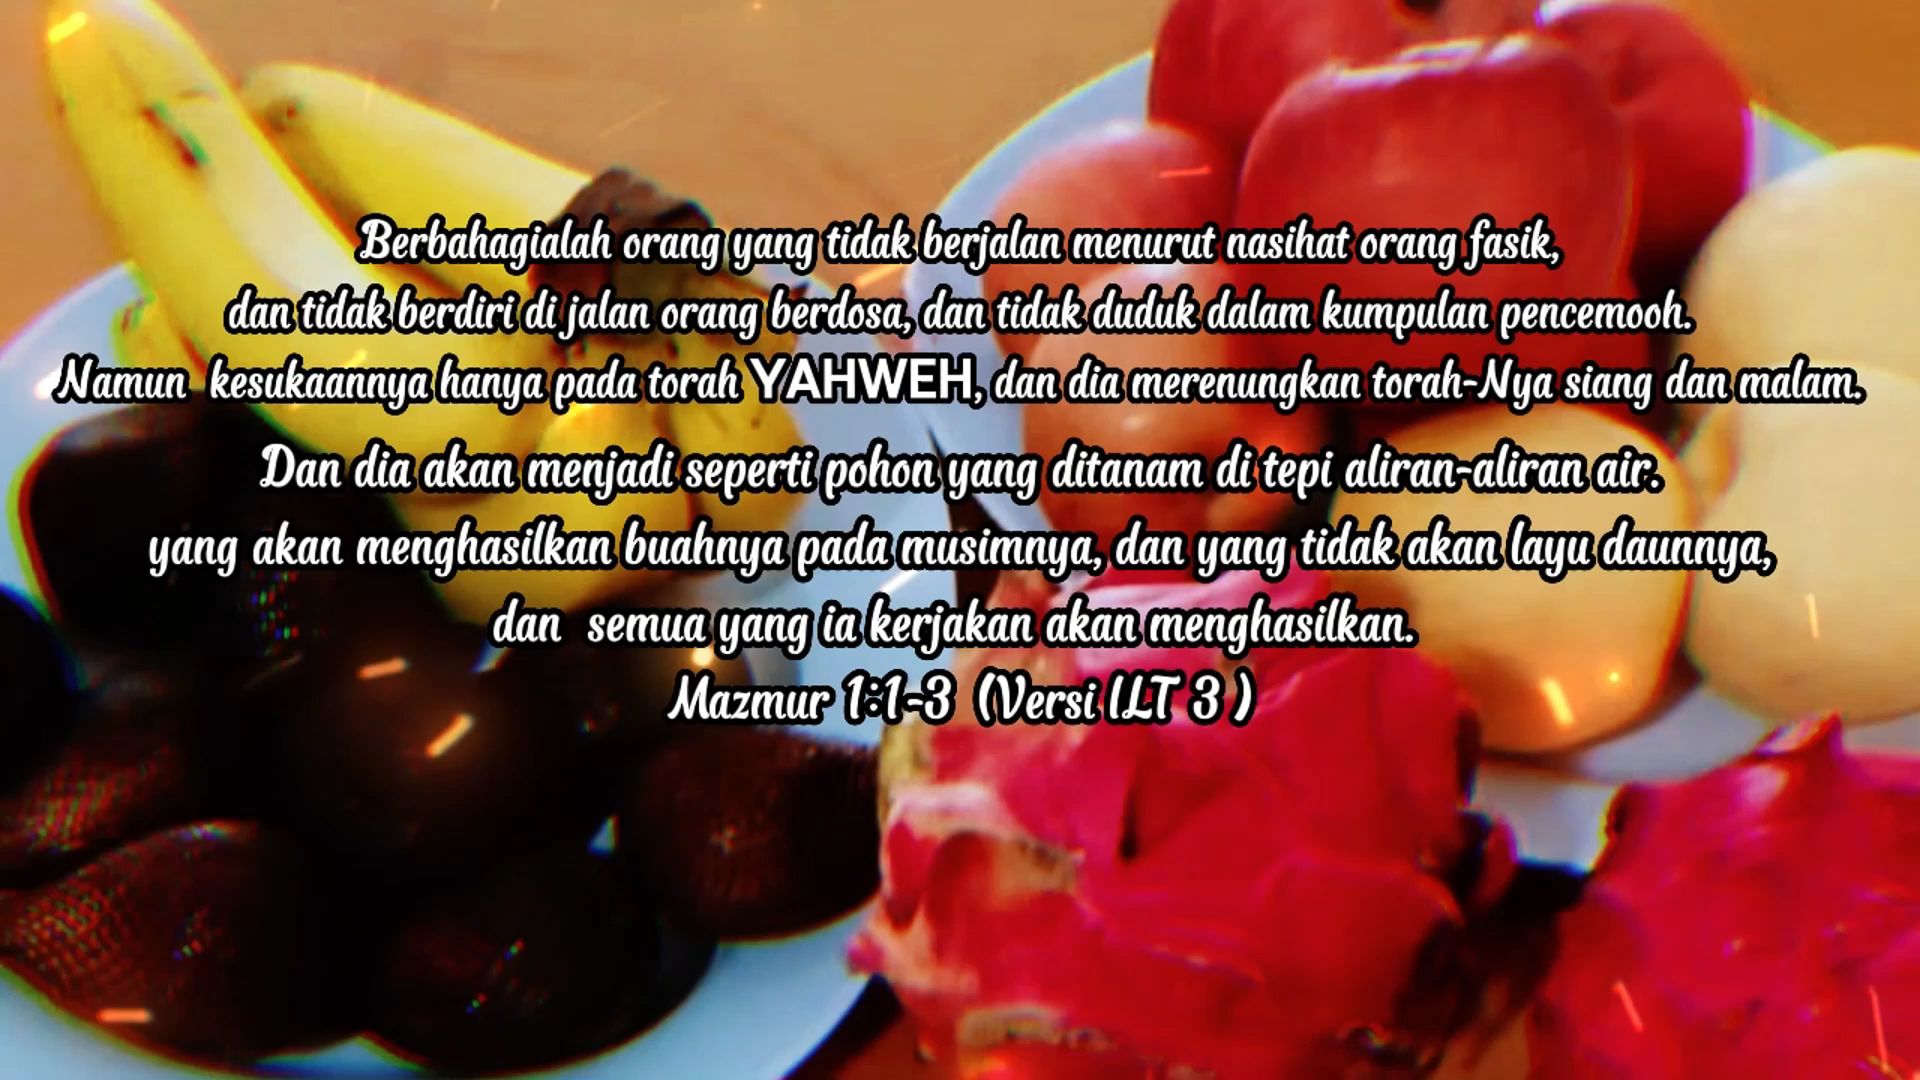 Berbahagialah orang yang tidak berjalan menurut nasihat orang fasik,
dan tidak berdiri di jalan orang berdosa, dan tidak duduk dalam kumpulan pencemooh.
Namun kesukaannya hanya pada torah YAHWEH, dan dia merenungkan torah-Nya siang dan malam.
Dan dia akan menjadi seperti pohon yang ditanam di tepi aliran-aliran air.
yang akan menghasilkan buahnya pada musimnya, dan yang tidak akan layu daunnya,
dan semua yang ia kerjakan akan menghasilkan.
Mazmur 1:1-3 (Versi ILT 3 )